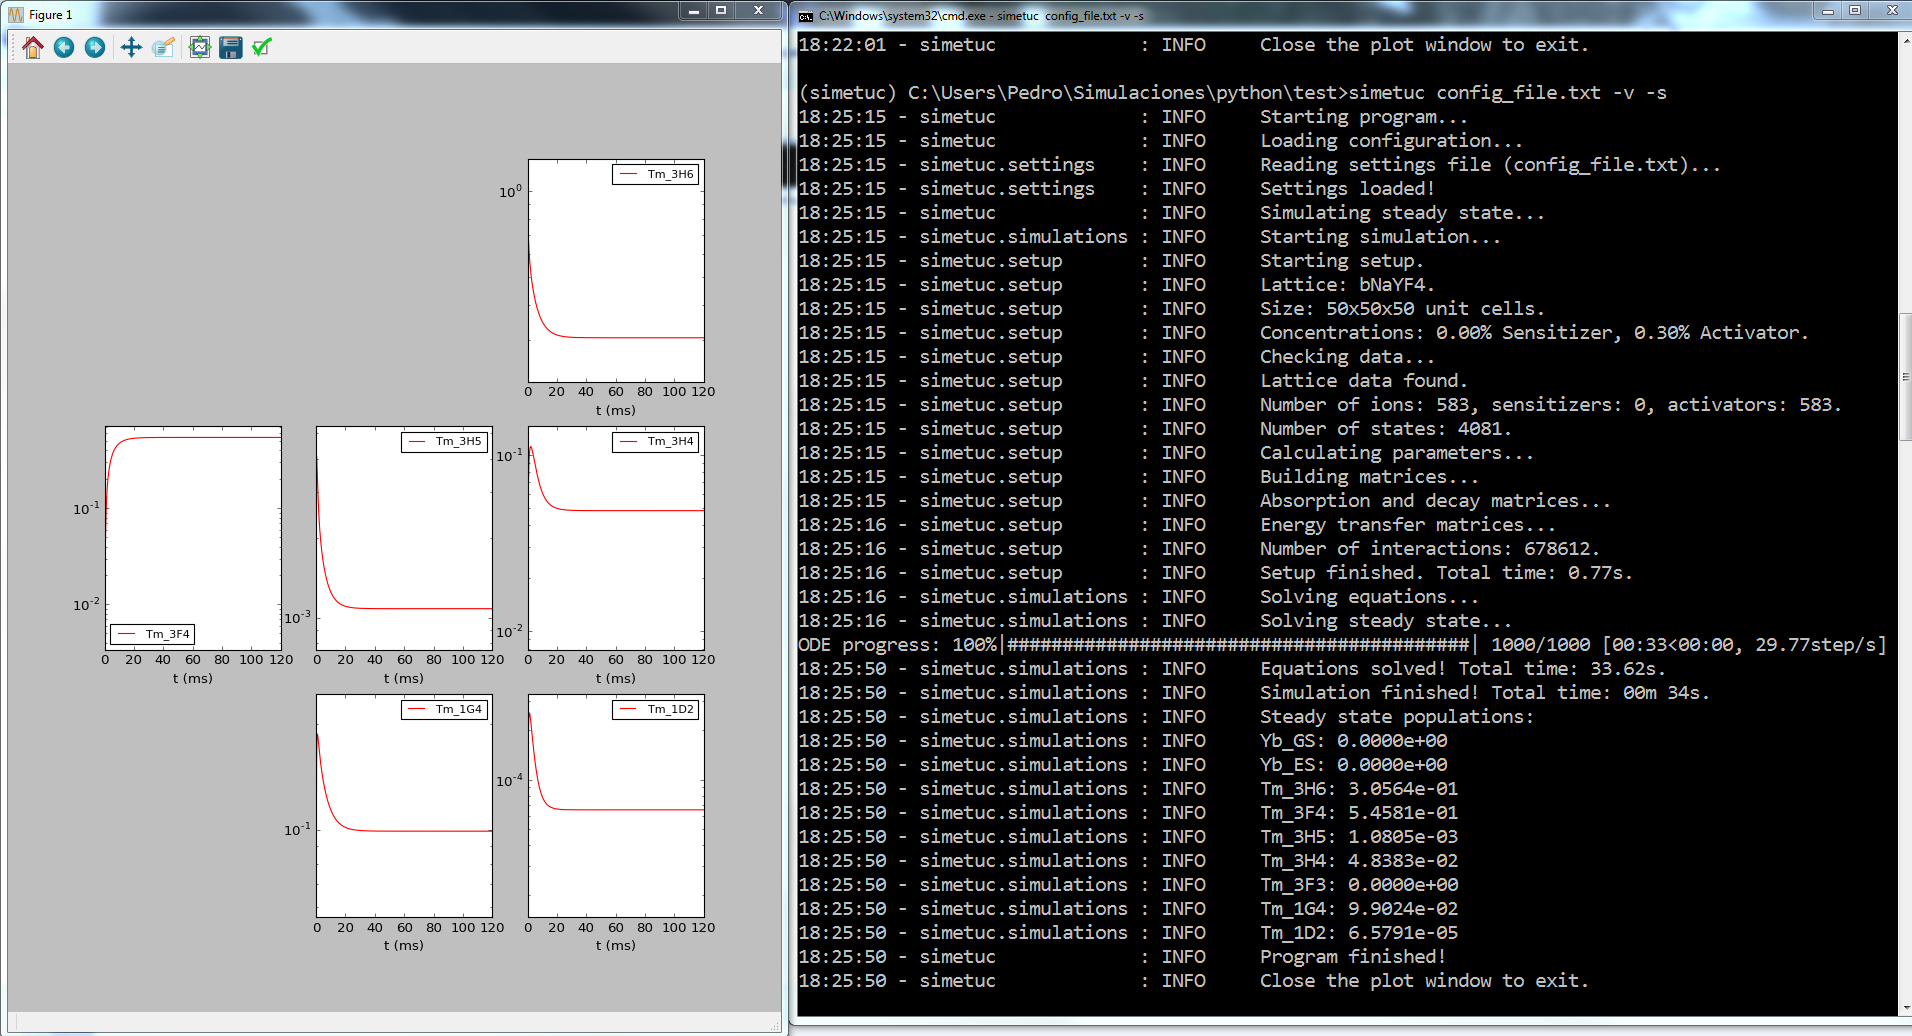 Figure 1
10^0
Tm_3H6
0 20 40 60 80 100 120
t (ms)
10^-1
10^-2
Tm_3F4
0 20 40 60 80 100 120
t (ms)
Tm_3H5
10^-3
0 20 40 60 80 100 120
t (ms)
Tm_3H4
10^-1
10^-2
0 20 40 60 80 100 120
t (ms)
Tm_1G4
10^-1
0 20 40 60 80 100 120
t (ms)
Tm_1D2
10^-4
0 20 40 60 80 100 120
t (ms)
C:\Windows\system32\cmd.exe - simetuc config_file.txt -v -s
18:22:01 - simetuc : INFO Close the plot window to exit.
(simetuc) C:\Users\Pedro\Simulaciones\python\test>simetuc config_file.txt -v -s
18:25:15 - simetuc : INFO Starting program...
18:25:15 - simetuc : INFO Loading configuration...
18:25:15 - simetuc.settings : INFO Reading settings file (config_file.txt)...
18:25:15 - simetuc.settings : INFO Settings loaded!
18:25:15 - simetuc : INFO Simulating steady state...
18:25:15 - simetuc.simulations : INFO Starting simulation...
18:25:15 - simetuc.setup : INFO Starting setup.
18:25:15 - simetuc.setup : INFO Lattice: bNaYF4.
18:25:15 - simetuc.setup : INFO Size: 50x50x50 unit cells.
18:25:15 - simetuc.setup : INFO Concentrations: 0.00% Sensitizer, 0.30% Activator.
18:25:15 - simetuc.setup : INFO Checking data...
18:25:15 - simetuc.setup : INFO Lattice data found.
18:25:15 - simetuc.setup : INFO Number of ions: 583, sensitizers: 0, activators: 583.
18:25:15 - simetuc.setup : INFO Number of states: 4081.
18:25:15 - simetuc.setup : INFO Calculating parameters...
18:25:15 - simetuc.setup : INFO Building matrices...
18:25:15 - simetuc.setup : INFO Absorption and decay matrices...
18:25:16 - simetuc.setup : INFO Energy transfer matrices...
18:25:16 - simetuc.setup : INFO Number of interactions: 678612.
18:25:16 - simetuc.setup : INFO Setup finished. Total time: 0.77s.
18:25:16 - simetuc.simulations : INFO Solving equations...
18:25:16 - simetuc.simulations : INFO Solving steady state...
ODE progress: 100%|##########################################| 1000/1000 [00:33<00:00, 29.77step/s]
18:25:50 - simetuc.simulations : INFO Equations solved! Total time: 33.62s.
18:25:50 - simetuc.simulations : INFO Simulation finished! Total time: 00m 34s.
18:25:50 - simetuc.simulations : INFO Steady state populations:
18:25:50 - simetuc.simulations : INFO Yb_GS: 0.0000e+00
18:25:50 - simetuc.simulations : INFO Yb_ES: 0.0000e+00
18:25:50 - simetuc.simulations : INFO Tm_3H6: 3.0564e-01
18:25:50 - simetuc.simulations : INFO Tm_3F4: 5.4581e-01
18:25:50 - simetuc.simulations : INFO Tm_3H5: 1.0805e-03
18:25:50 - simetuc.simulations : INFO Tm_3H4: 4.8383e-02
18:25:50 - simetuc.simulations : INFO Tm_3F3: 0.0000e+00
18:25:50 - simetuc.simulations : INFO Tm_1G4: 9.9024e-02
18:25:50 - simetuc.simulations : INFO Tm_1D2: 6.5791e-05
18:25:50 - simetuc : INFO Program finished!
18:25:50 - simetuc : INFO Close the plot window to exit.